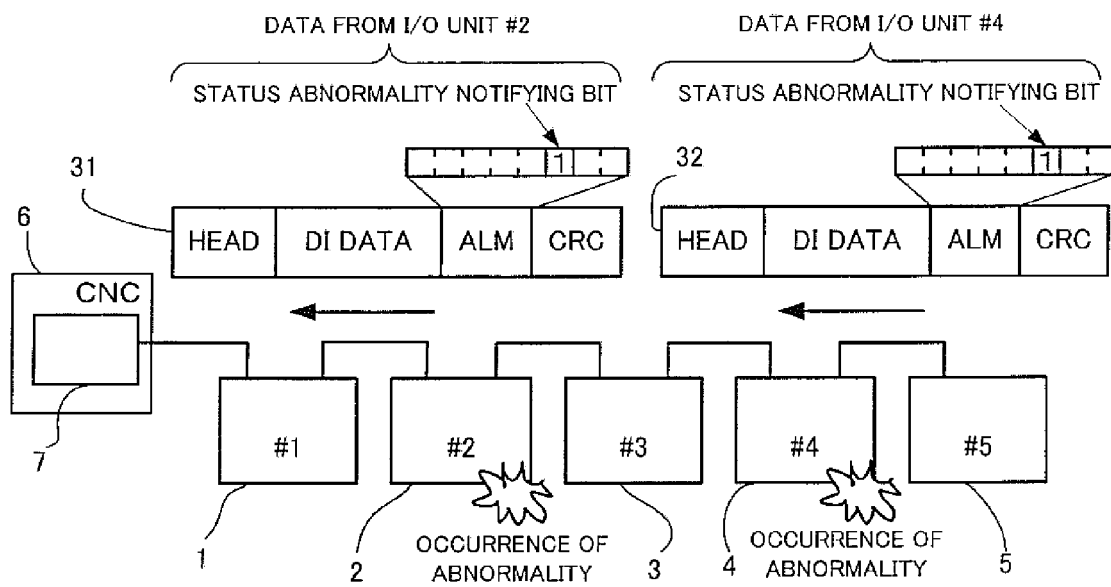 DATA FROM I/O UNIT #2
DATA FROM I/O UNIT #4
STATUS ABNORMALITY NOTIFYING BIT
STATUS ABNORMALITY NOTIFYING BIT
1
1
31
32
HEAD DI DATA ALM CRC
HEAD DI DATA ALM CRC
6
CNC
7
#1
#2
#3
#4
#5
1
2
3
4
5
OCCURRENCE OF
ABNORMALITY
OCCURRENCE OF
ABNORMALITY